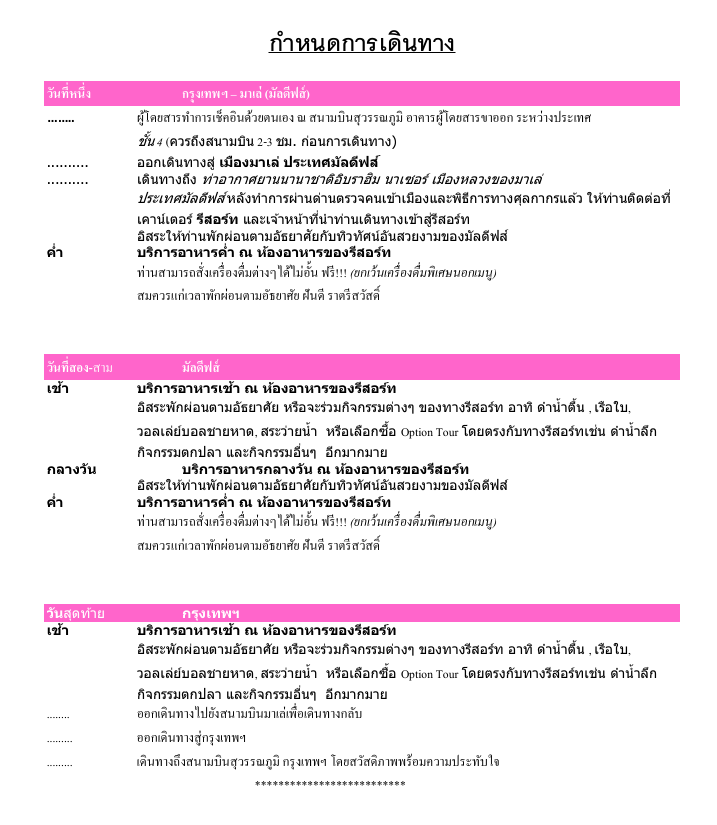 กำหนดการเดินทาง
วันที่หนึ่ง กรุงเทพฯ – มาเล่ (มัลดีฟส์)
........ ผู้โดยสารทำการเช็คอินด้วยตนเอง ณ สนามบินสุวรรณภูมิ อาคารผู้โดยสารขาออก ระหว่างประเทศ
ชั้น 4 (ควรถึงสนามบิน 2-3 ชม. ก่อนการเดินทาง)
.......... ออกเดินทางสู่ เมืองมาเล่ ประเทศมัลดีฟส์
.......... เดินทางถึง ท่าอากาศยานนานาชาติอิบราฮิม นาเซอร์ เมืองหลวงของมาเล่
ประเทศมัลดีฟส์ หลังทำการผ่านด่านตรวจคนเข้าเมืองและพิธีการทางศุลกากรแล้ว ให้ท่านติดต่อที่
เคาน์เตอร์ รีสอร์ท และเจ้าหน้าที่นำท่านเดินทางเข้าสู่รีสอร์ท
อิสระให้ท่านพักผ่อนตามอัธยาศัยกับทิวทัศน์อันสวยงามของมัลดีฟส์
ค่ำ บริการอาหารค่ำ ณ ห้องอาหารของรีสอร์ท
ท่านสามารถสั่งเครื่องดื่มต่างๆ ได้ไม่อั้น ฟรี!!! (ยกเว้นเครื่องดื่มพิเศษนอกเมนู)
สมควรแก่เวลาพักผ่อนตามอัธยาศัย ฝันดี ราตรีสวัสดิ์
วันที่สอง-สาม มัลดีฟส์
เช้า บริการอาหารเช้า ณ ห้องอาหารของรีสอร์ท
อิสระพักผ่อนตามอัธยาศัย หรือจะร่วมกิจกรรมต่างๆ ของทางรีสอร์ท อาทิ ดำน้ำตื้น , เรือใบ,
วอลเล่ย์บอลชายหาด, สระว่ายน้ำ หรือเลือกซื้อ Option Tour โดยตรงกับทางรีสอร์ทเช่น ดำน้ำลึก
กิจกรรมตกปลา และกิจกรรมอื่นๆ อีกมากมาย
กลางวัน บริการอาหารกลางวัน ณ ห้องอาหารของรีสอร์ท
อิสระให้ท่านพักผ่อนตามอัธยาศัยกับทิวทัศน์อันสวยงามของมัลดีฟส์
ค่ำ บริการอาหารค่ำ ณ ห้องอาหารของรีสอร์ท
ท่านสามารถสั่งเครื่องดื่มต่างๆ ได้ไม่อั้น ฟรี!!! (ยกเว้นเครื่องดื่มพิเศษนอกเมนู)
สมควรแก่เวลาพักผ่อนตามอัธยาศัย ฝันดี ราตรีสวัสดิ์
วันสุดท้าย กรุงเทพฯ
เช้า บริการอาหารเช้า ณ ห้องอาหารของรีสอร์ท
อิสระพักผ่อนตามอัธยาศัย หรือจะร่วมกิจกรรมต่างๆ ของทางรีสอร์ท อาทิ ดำน้ำตื้น , เรือใบ,
วอลเล่ย์บอลชายหาด, สระว่ายน้ำ หรือเลือกซื้อ Option Tour โดยตรงกับทางรีสอร์ทเช่น ดำน้ำลึก
กิจกรรมตกปลา และกิจกรรมอื่นๆ อีกมากมาย
........ ออกเดินทางไปยังสนามบินมาเล่เพื่อเดินทางกลับ
......... ออกเดินทางสู่กรุงเทพฯ
......... เดินทางถึงสนามบินสุวรรณภูมิ กรุงเทพฯ โดยสวัสดิภาพพร้อมความประทับใจ
**************************